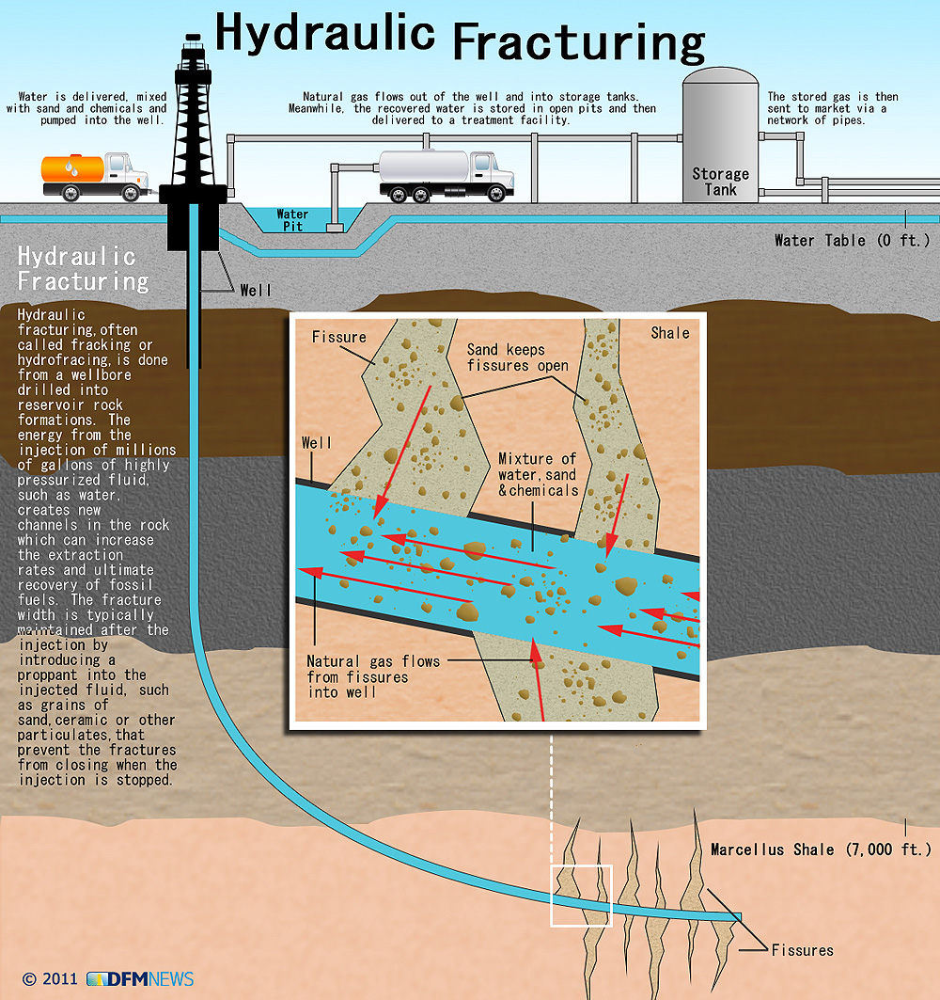 Hydraulic Fracturing
Water is delivered, mixed
with sand and chemicals and
pumped into the well.
Natural gas flows out of the well and into storage tanks.
Meanwhile, the recovered water is stored in open pits and then
delivered to a treatment facility.
The stored gas is then
sent to market via a
network of pipes.
Storage
Tank
Water
Pit
Water Table (0 ft.)
Well
Hydraulic
Fracturing
Hydraulic
fracturing, often
called fracking or
hydrofracing, is done
from a wellbore
drilled into
reservoir rock
formations. The
energy from the
injection of millions
of gallons of highly
pressurized fluid,
such as water,
creates new
channels in the rock
which can increase
the extraction
rates and ultimate
recovery of fossil
fuels. The fracture
width is typically
maintained after the
injection by
introducing a
proppant into the
injected fluid, such
as grains of
sand, ceramic or other
particulates, that
prevent the fractures
from closing when the
injection is stopped.
Fissure
Shale
Sand keeps
fissures open
Well
Mixture of
water, sand
& chemicals
Natural gas flows
from fissures
into well
Marcellus Shale (7,000 ft.)
Fissures
© 2011 DFMNEWS